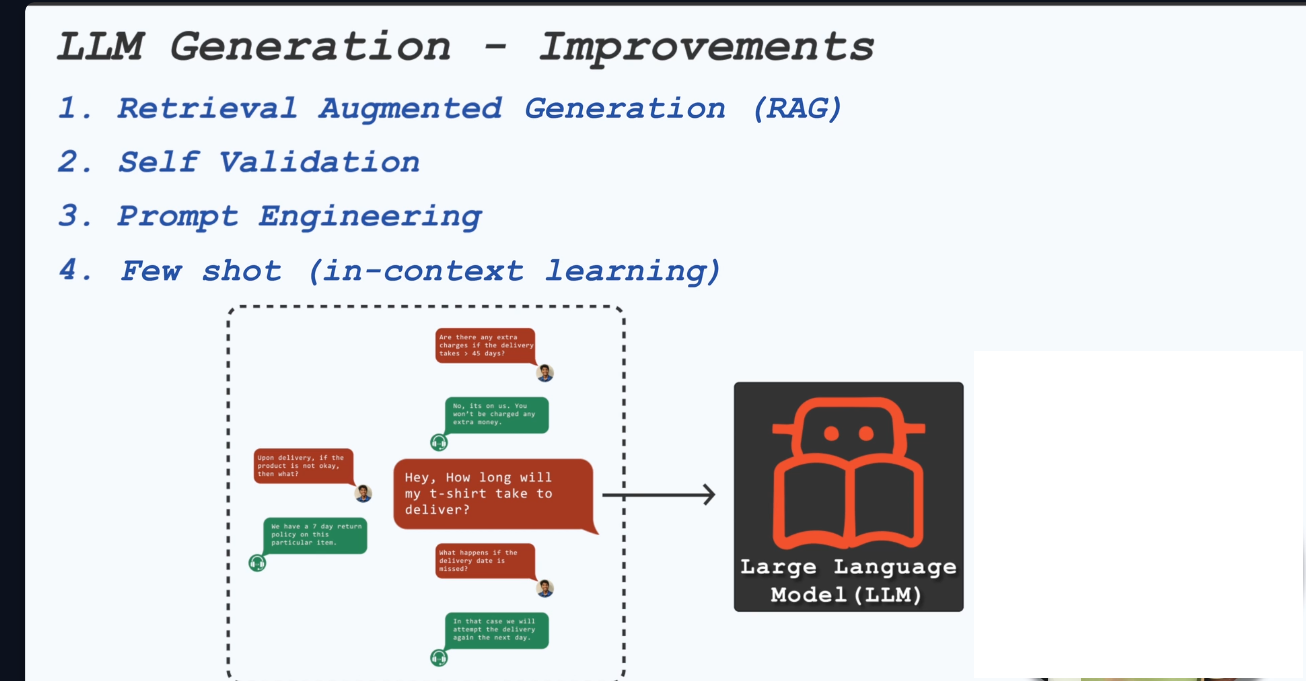 LLM Generation - Improvements
1. Retrieval Augmented Generation (RAG)
2. Self Validation
3. Prompt Engineering
4. Few shot (in-context learning)
Are there any extra
charges if the delivery
takes > 45 days?
No, its on us. You
won't be charged any
extra money.
Upon delivery, if the
product is not okay,
then what?
We have a 7 day return
policy on this
particular item.
Hey, How long will
my t-shirt take to
deliver?
What happens if the
delivery date is
missed?
In that case we will
attempt the delivery
again the next day.
Large Language
Model(LLM)